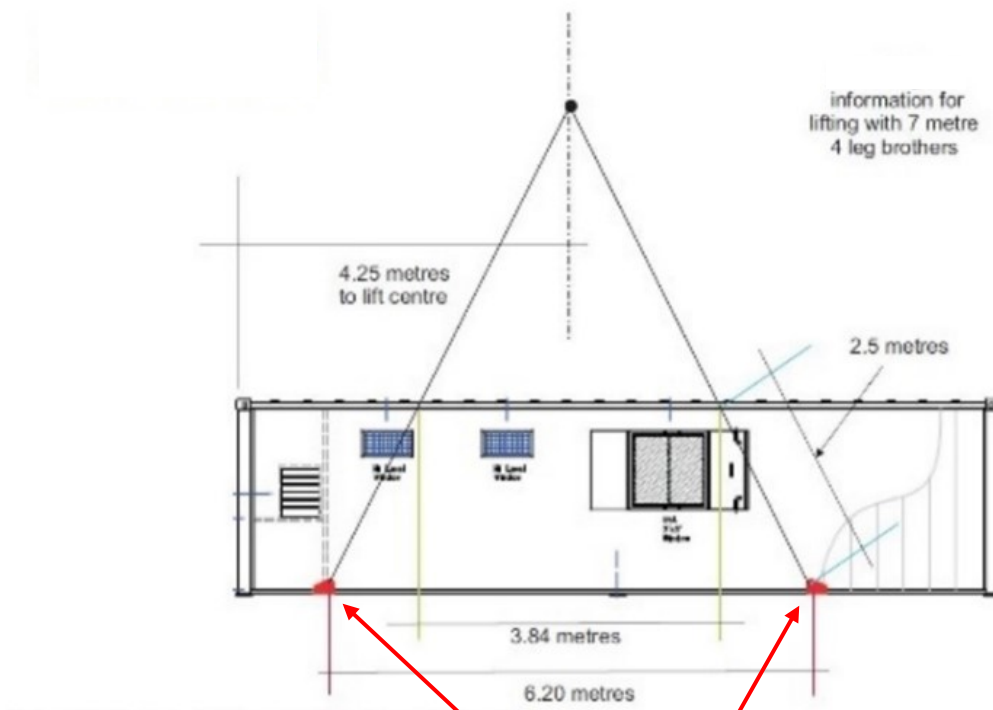 information for
lifting with 7 metre
4 leg brothers
4.25 metres
to lift centre
2.5 metres
3.84 metres
6.20 metres